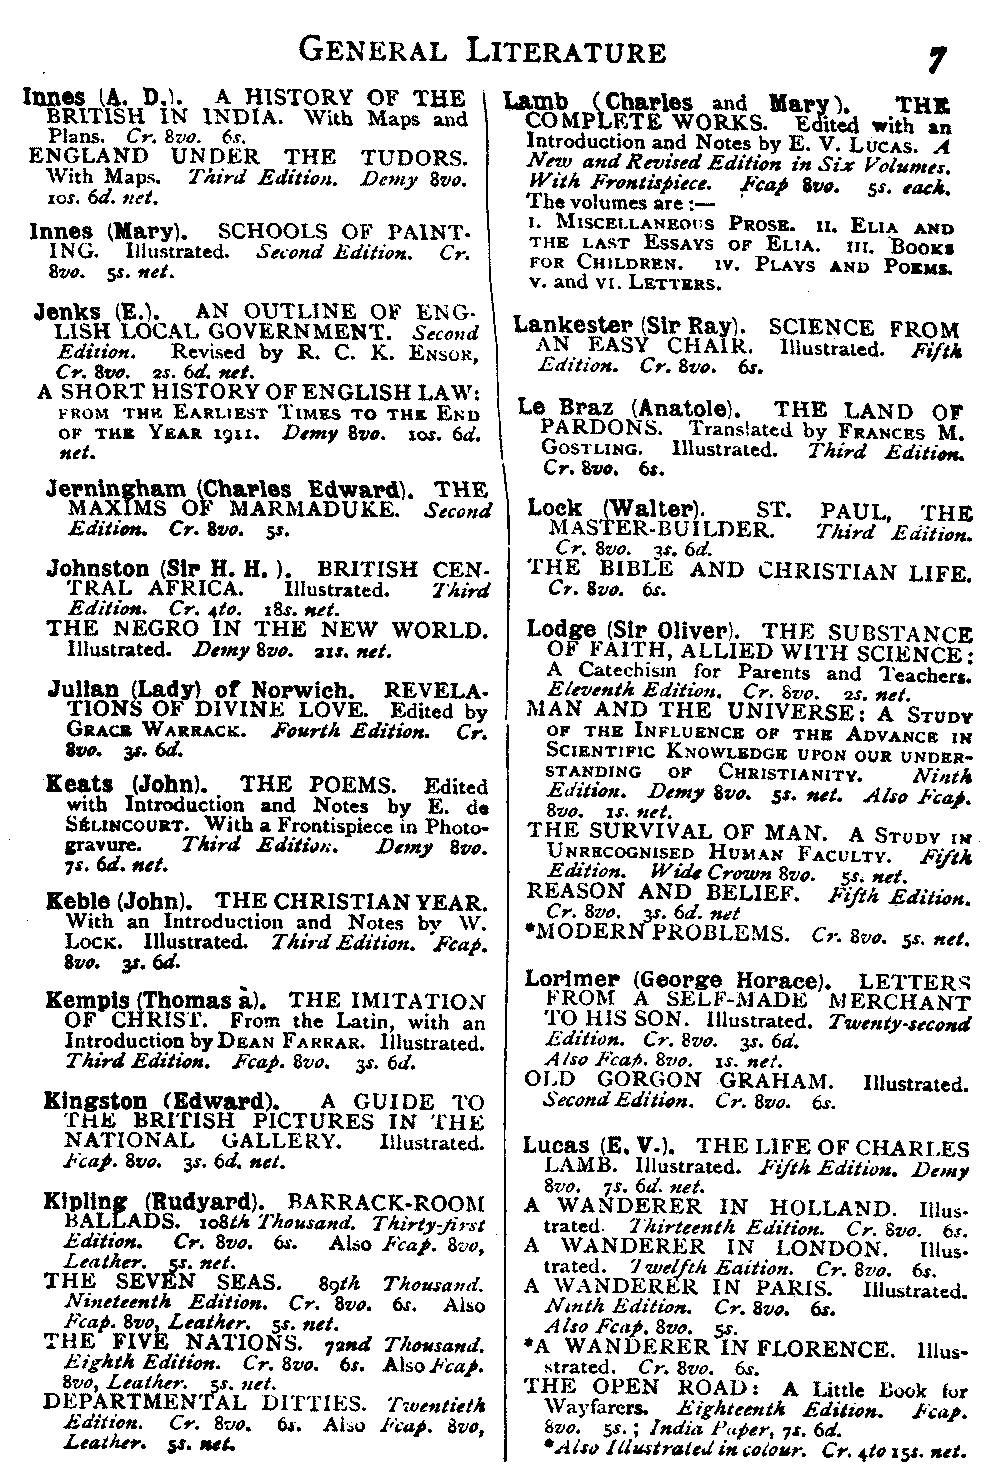 GENERAL LITERATURE 7
Innes (A. D.). A HISTORY OF THE
BRITISH IN INDIA. With Maps and
Plans. Cr. 8vo. 6s.
ENGLAND UNDER THE TUDORS.
With Maps. Third Edition. Demy 8vo.
10s. 6d. net.
Innes (Mary). SCHOOLS OF PAINT-
ING. Illustrated. Second Edition. Cr.
8vo. 5s. net.
Jenks (E.). AN OUTLINE OF ENG-
LISH LOCAL GOVERNMENT. Second
Edition. Revised by R. C. K. ENSOR,
Cr. 8vo. 2s. 6d. net.
A SHORT HISTORY OF ENGLISH LAW:
FROM THE EARLIEST TIMES TO THE END
OF THE YEAR 1911. Demy 8vo. 10s. 6d.
net.
Jerningham (Charles Edward). THE
MAXIMS OF MARMADUKE. Second
Edition. Cr. 8vo. 5s.
Johnston (Sir H. H.). BRITISH CEN-
TRAL AFRICA. Illustrated. Third
Edition. Cr. 4to. 18s. net.
THE NEGRO IN THE NEW WORLD.
Illustrated. Demy 8vo. 21s. net.
Julian (Lady) of Norwich. REVELA-
TIONS OF DIVINE LOVE. Edited by
GRACE WARRACK. Fourth Edition. Cr.
8vo. 3s. 6d.
Keats (John). THE POEMS. Edited
with Introduction and Notes by E. de
SÉLINCOURT. With a Frontispiece in Photo-
gravure. Third Edition. Demy 8vo.
7s. 6d. net.
Keble (John). THE CHRISTIAN YEAR.
With an Introduction and Notes by W.
LOCK. Illustrated. Third Edition. Fcap.
8vo. 3s. 6d.
Kempis (Thomas à). THE IMITATION
OF CHRIST. From the Latin, with an
Introduction by DEAN FARRAR. Illustrated.
Third Edition. Fcap. 8vo. 3s. 6d.
Kingston (Edward). A GUIDE TO
THE BRITISH PICTURES IN THE
NATIONAL GALLERY. Illustrated.
Fcap. 8vo. 3s. 6d. net.
Kipling (Rudyard). BARRACK-ROOM
BALLADS. 108th Thousand. Thirty-first
Edition. Cr. 8vo. 6s. Also Fcap. 8vo,
Leather. 5s. net.
THE SEVEN SEAS. 89th Thousand.
Nineteenth Edition. Cr. 8vo. 6s. Also
Fcap. 8vo, Leather. 5s. net.
THE FIVE NATIONS. 72nd Thousand.
Eighth Edition. Cr. 8vo. 6s. Also Fcap.
8vo, Leather. 5s. net.
DEPARTMENTAL DITTIES. Twentieth
Edition. Cr. 8vo. 6s. Also Fcap. 8vo,
Leather. 5s. net.
Lamb (Charles and Mary). THE
COMPLETE WORKS. Edited with an
Introduction and Notes by E. V. LUCAS. A
New and Revised Edition in Six Volumes.
With Frontispiece. Fcap 8vo. 5s. each.
The volumes are :—
I. MISCELLANEOUS PROSE. II. ELIA AND
THE LAST ESSAYS OF ELIA. III. BOOKS
FOR CHILDREN. IV. PLAYS AND POEMS.
V. and VI. LETTERS.
Lankester (Sir Ray). SCIENCE FROM
AN EASY CHAIR. Illustrated. Fifth
Edition. Cr. 8vo. 6s.
Le Braz (Anatole). THE LAND OF
PARDONS. Translated by FRANCES M.
GOSTLING. Illustrated. Third Edition.
Cr. 8vo. 6s.
Lock (Walter). ST. PAUL, THE
MASTER-BUILDER. Third Edition.
Cr. 8vo. 3s. 6d.
THE BIBLE AND CHRISTIAN LIFE.
Cr. 8vo. 6s.
Lodge (Sir Oliver). THE SUBSTANCE
OF FAITH, ALLIED WITH SCIENCE:
A Catechism for Parents and Teachers.
Eleventh Edition. Cr. 8vo. 2s. net.
MAN AND THE UNIVERSE: A STUDY
OF THE INFLUENCE OF THE ADVANCE IN
SCIENTIFIC KNOWLEDGE UPON OUR UNDER-
STANDING OF CHRISTIANITY. Ninth
Edition. Demy 8vo. 5s. net. Also Fcap.
8vo. 1s. net.
THE SURVIVAL OF MAN. A STUDY IN
UNRECOGNISED HUMAN FACULTY. Fifth
Edition. Wide Crown 8vo. 5s. net.
REASON AND BELIEF. Fifth Edition.
Cr. 8vo. 3s. 6d. net
*MODERN PROBLEMS. Cr. 8vo. 5s. net.
Lorimer (George Horace). LETTERS
FROM A SELF-MADE MERCHANT
TO HIS SON. Illustrated. Twenty-second
Edition. Cr. 8vo. 3s. 6d.
Also Fcap. 8vo. 1s. net.
OLD GORGON GRAHAM. Illustrated.
Second Edition. Cr. 8vo. 6s.
Lucas (E. V.). THE LIFE OF CHARLES
LAMB. Illustrated. Fifth Edition. Demy
8vo. 7s. 6d. net.
A WANDERER IN HOLLAND. Illus-
trated. Thirteenth Edition. Cr. 8vo. 6s.
A WANDERER IN LONDON. Illus-
trated. Twelfth Edition. Cr. 8vo. 6s.
A WANDERER IN PARIS. Illustrated.
Ninth Edition. Cr. 8vo. 6s.
Also Fcap. 8vo. 5s.
*A WANDERER IN FLORENCE. Illus-
strated. Cr. 8vo. 6s.
THE OPEN ROAD: A Little Book for
Wayfarers. Eighteenth Edition. Fcap.
8vo. 5s.; India Paper, 7s. 6d.
*Also Illustrated in colour. Cr. 4to 15s. net.